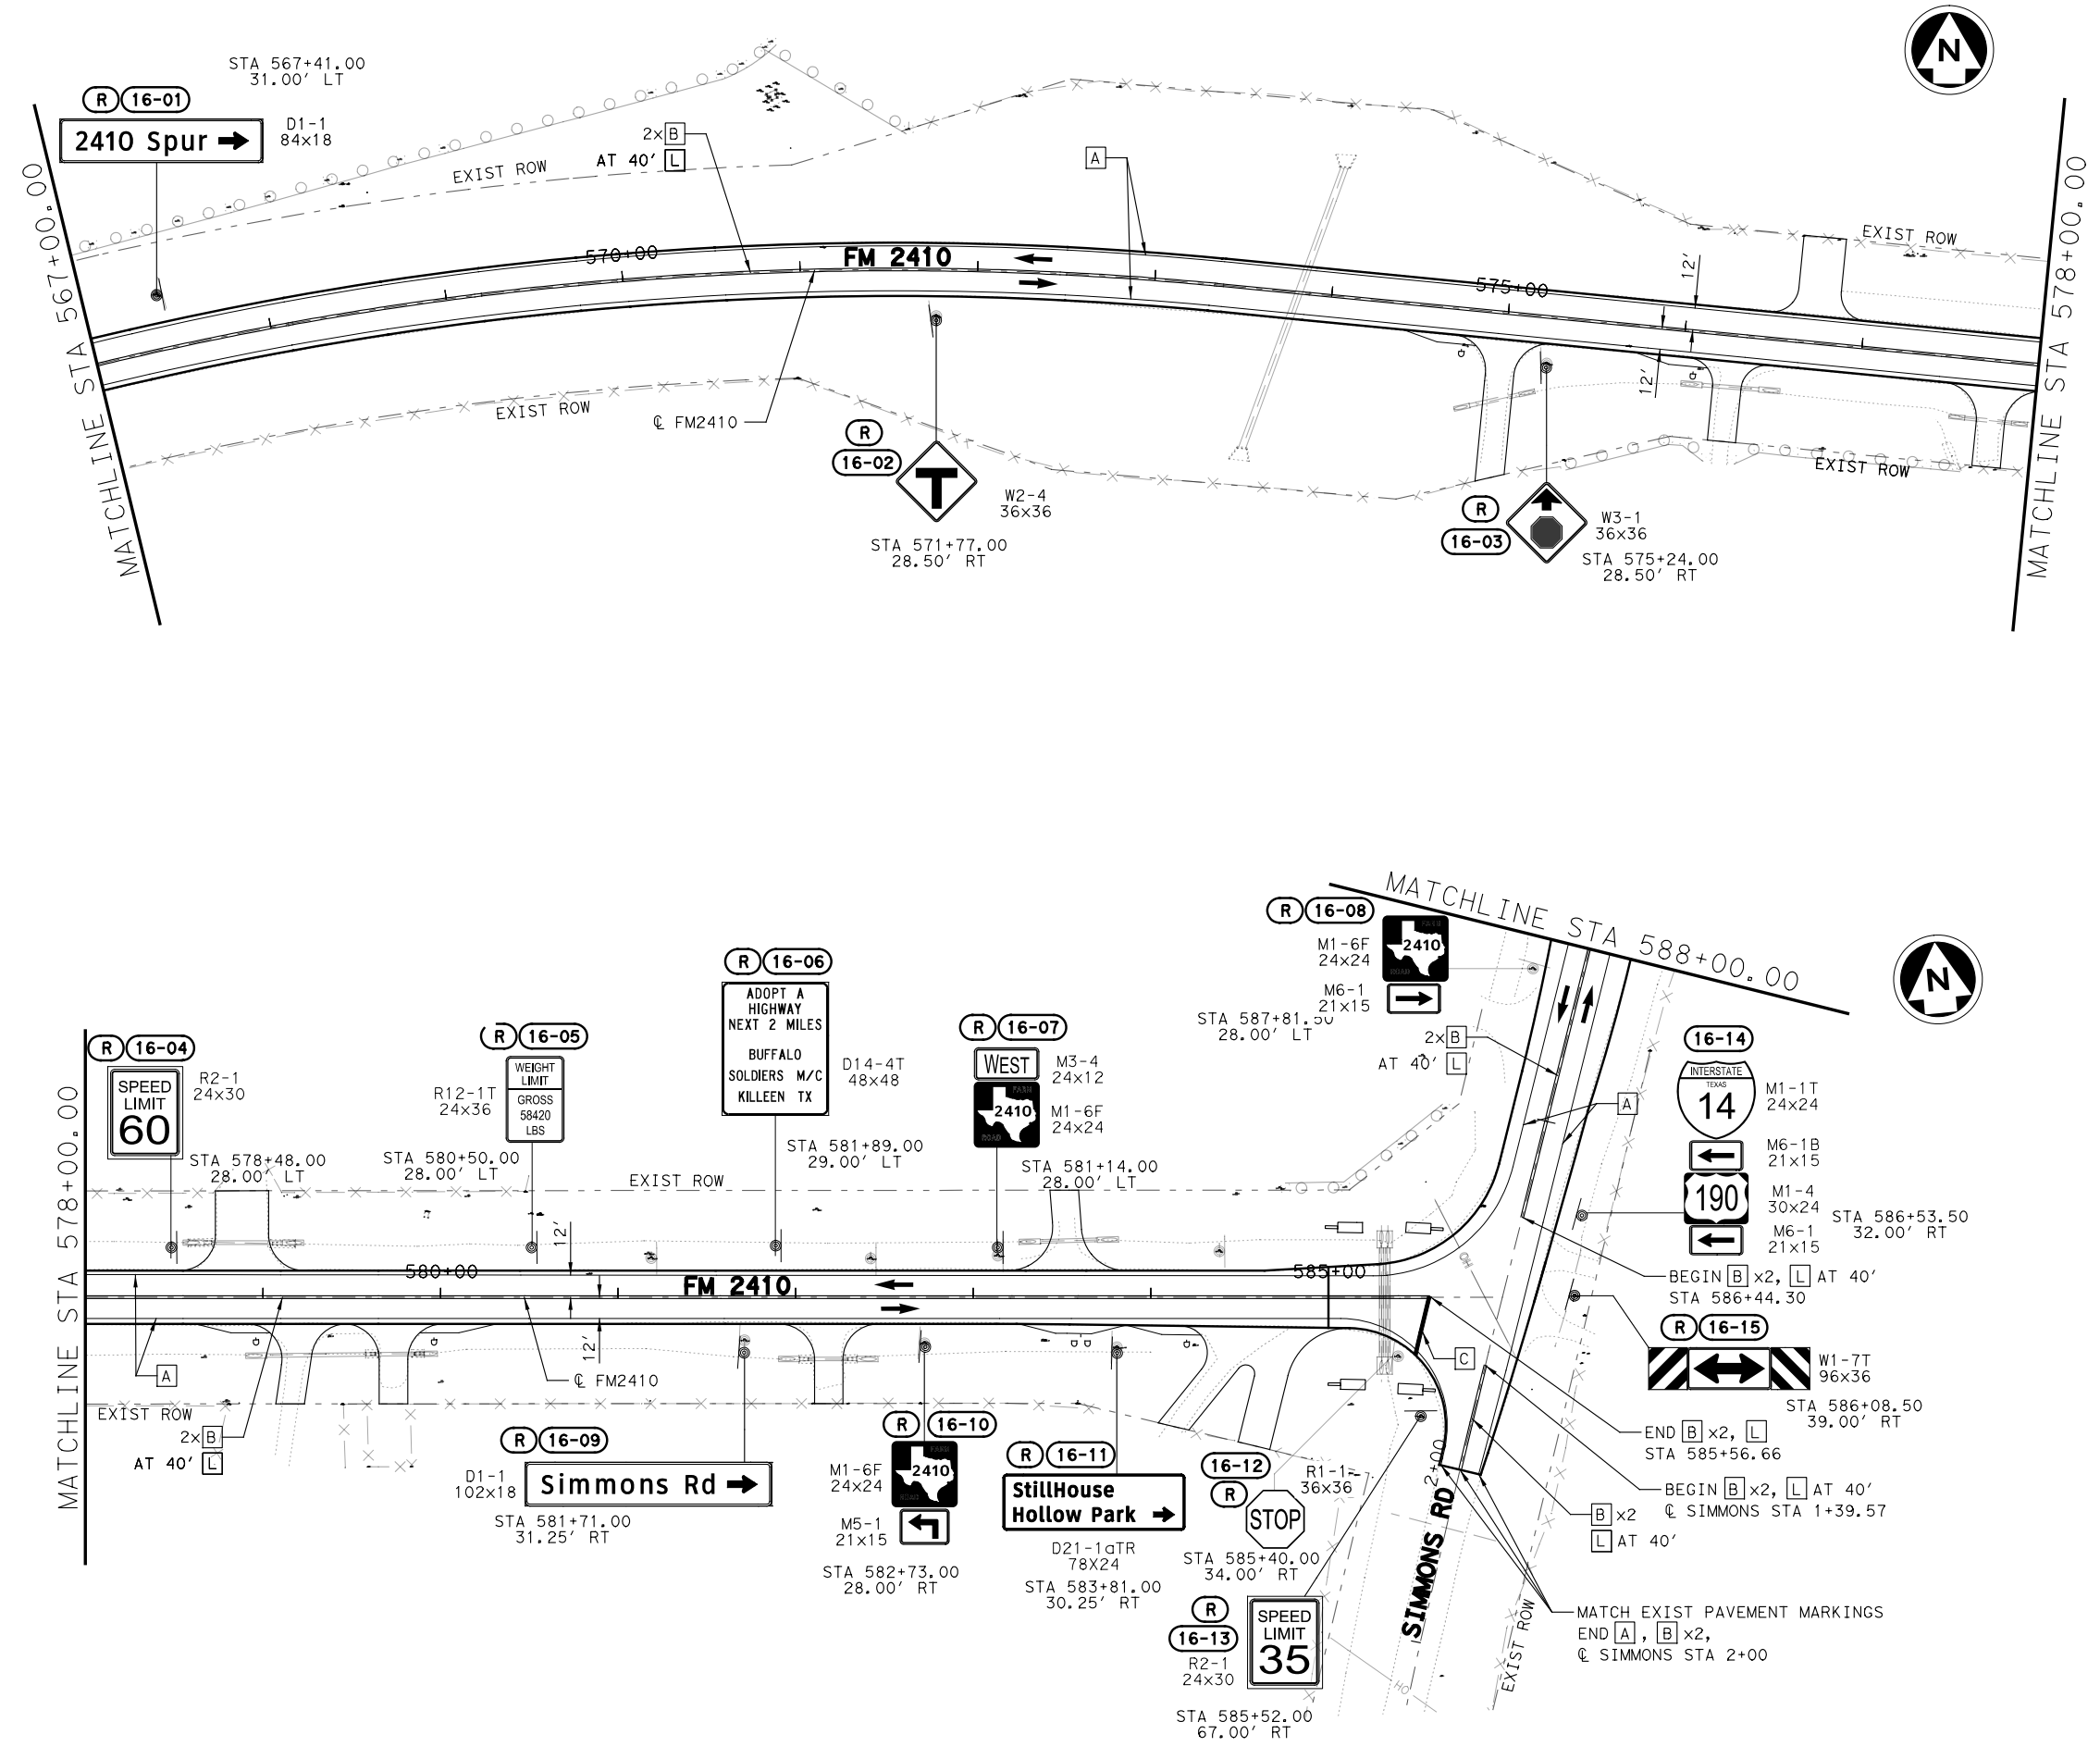 STA 567+41.00
31.00' LT
R 16-01
2410 Spur
D1-1
84x18
N
MATCHLINE STA 567+00.00
EXIST ROW
2x B
AT 40' L
A
570+00
FM 2410
575+00
12'
12'
EXIST ROW
EXIST ROW
EXIST ROW
℄ FM2410
R
16-02
T
W2-4
36x36
STA 571+77.00
28.50' RT
R
16-03
W3-1
36x36
STA 575+24.00
28.50' RT
MATCHLINE STA 578+00.00
MATCHLINE STA 588+00.00
N
MATCHLINE STA 578+00.00
R 16-04
SPEED
LIMIT
60
R2-1
24x30
STA 578+48.00
28.00' LT
R 16-05
WEIGHT
LIMIT
GROSS
58420
LBS
R12-1T
24x36
STA 580+50.00
28.00' LT
R 16-06
ADOPT A
HIGHWAY
NEXT 2 MILES
BUFFALO
SOLDIERS M/C
KILLEEN TX
D14-4T
48x48
STA 581+89.00
29.00' LT
R 16-07
WEST
M3-4
24x12
FARM
2410
ROAD
M1-6F
24x24
STA 581+14.00
28.00' LT
R 16-08
FARM
2410
ROAD
M1-6F
24x24
M6-1
21x15
STA 587+81.50
28.00' LT
2x B
AT 40' L
A
16-14
INTERSTATE
TEXAS
14
M1-1T
24x24
M6-1B
21x15
190
M1-4
30x24
M6-1
21x15
STA 586+53.50
32.00' RT
BEGIN B x2, L AT 40'
STA 586+44.30
R 16-15
W1-7T
96x36
STA 586+08.50
39.00' RT
EXIST ROW
580+00
12'
FM 2410
585+00
OH
12'
℄ FM2410
A
EXIST ROW
2x B
AT 40' L
C
R 16-09
D1-1
102x18
Simmons Rd
STA 581+71.00
31.25' RT
R 16-10
FARM
2410
ROAD
M1-6F
24x24
M5-1
21x15
STA 582+73.00
28.00' RT
R 16-11
StillHouse
Hollow Park
D21-1aTR
78X24
STA 583+81.00
30.25' RT
16-12
R
R1-1
36x36
STOP
STA 585+40.00
34.00' RT
R
16-13
R2-1
24x30
SPEED
LIMIT
35
STA 585+52.00
67.00' RT
2+00
SIMMONS RD
OH
EXIST ROW
END B x2, L
STA 585+56.66
BEGIN B x2, L AT 40'
℄ SIMMONS STA 1+39.57
B x2
L AT 40'
MATCH EXIST PAVEMENT MARKINGS
END A , B x2,
℄ SIMMONS STA 2+00